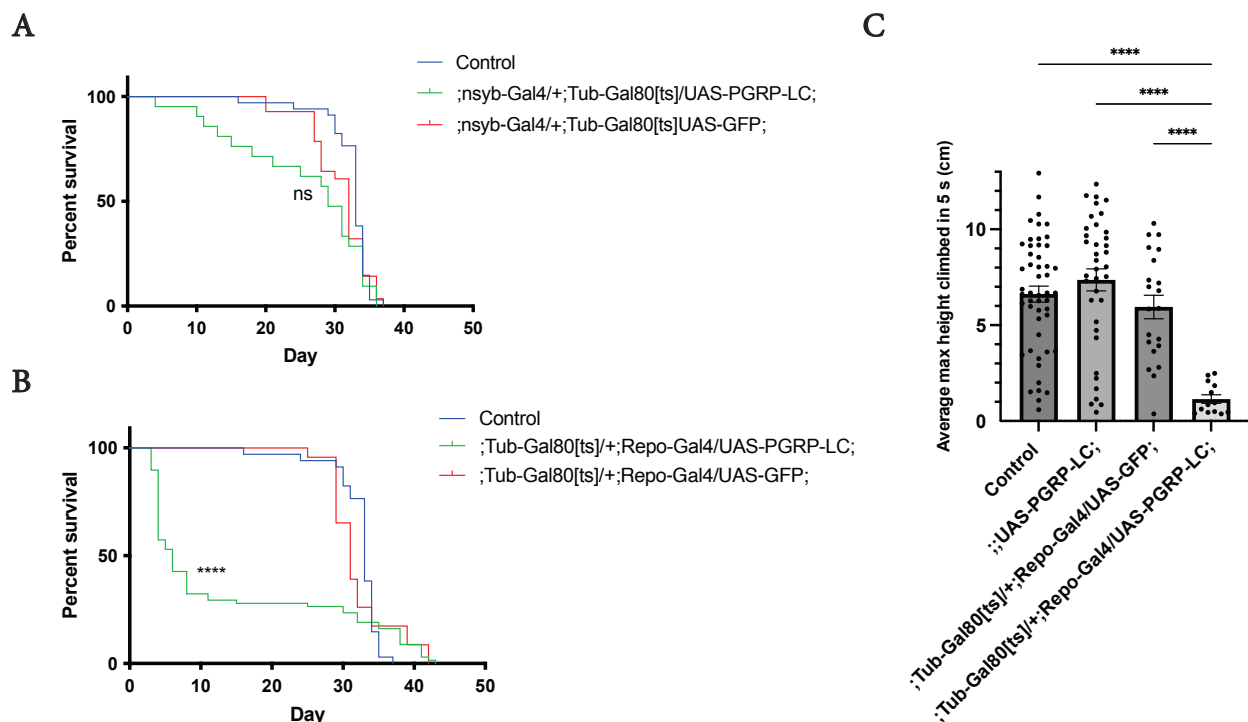 A
Control
;nsyb-Gal4/+;Tub-Gal80[ts]/UAS-PGRP-LC;
;nsyb-Gal4/+;Tub-Gal80[ts]UAS-GFP;
Percent survival
100
50
0
ns
0 10 20 30 40 50
Day
B
Control
;Tub-Gal80[ts]/+;Repo-Gal4/UAS-PGRP-LC;
;Tub-Gal80[ts]/+;Repo-Gal4/UAS-GFP;
Percent survival
100
50
0
****
0 10 20 30 40 50
Day
C
****
****
****
Average max height climbed in 5 s (cm)
10
5
0
Control
;;UAS-PGRP-LC;
;Tub-Gal80[ts]/+;Repo-Gal4/UAS-GFP;
;Tub-Gal80[ts]/+;Repo-Gal4/UAS-PGRP-LC;